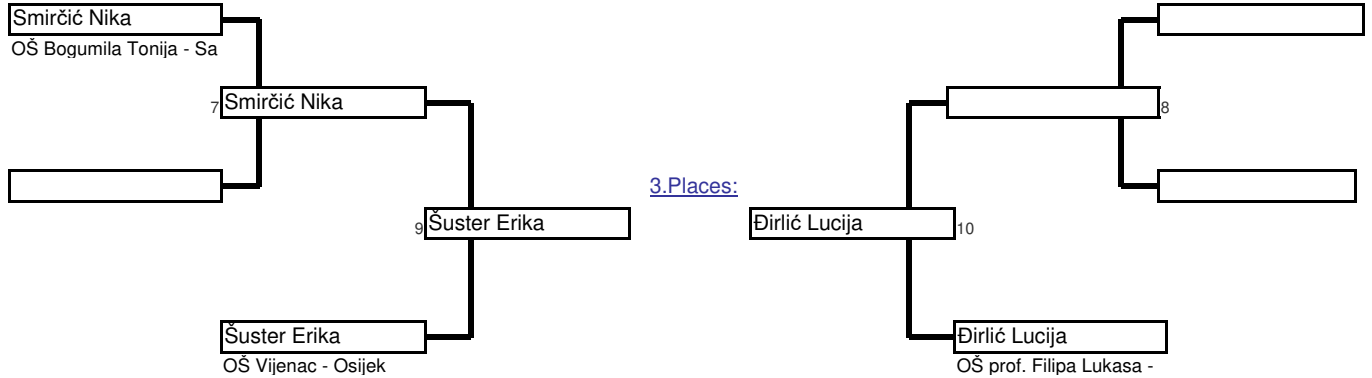 Smirčić Nika
OŠ Bogumila Tonija - Sa
7 Smirčić Nika
8
3.Places:
9 Šuster Erika
Đirlić Lucija 10
Šuster Erika
OŠ Vijenac - Osijek
Đirlić Lucija
OŠ prof. Filipa Lukasa -